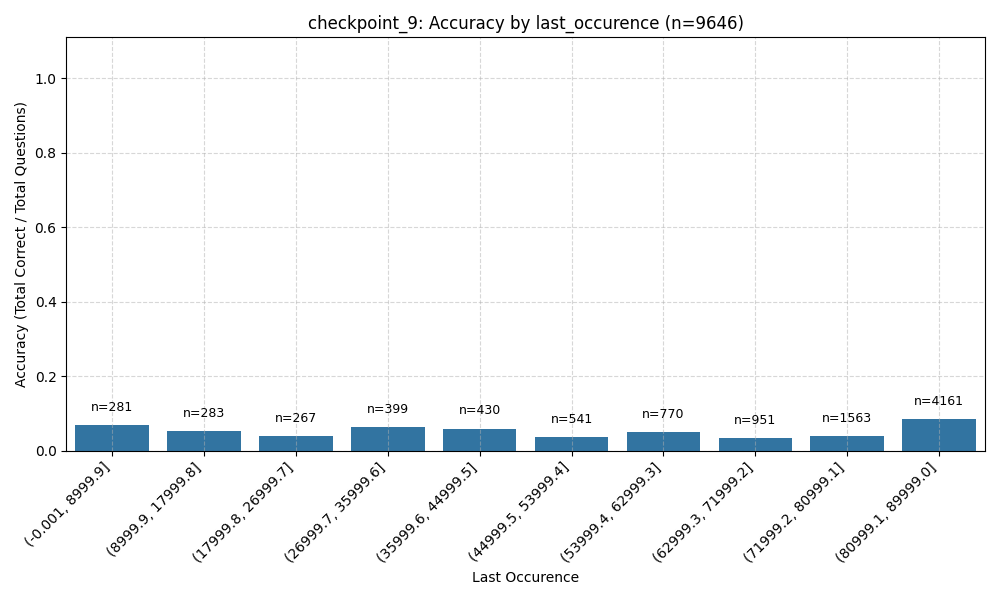 checkpoint_9: Accuracy by last_occurence (n=9646)
Accuracy (Total Correct / Total Questions)
1.0
0.8
0.6
0.4
0.2
0.0
n=281
n=283
n=267
n=399
n=430
n=541
n=770
n=951
n=1563
n=4161
(-0.001, 8999.9]
(8999.9, 17999.8]
(17999.8, 26999.7]
(26999.7, 35999.6]
(35999.6, 44999.5]
(44999.5, 53999.4]
(53999.4, 62999.3]
(62999.3, 71999.2]
(71999.2, 80999.1]
(80999.1, 89999.0]
Last Occurence